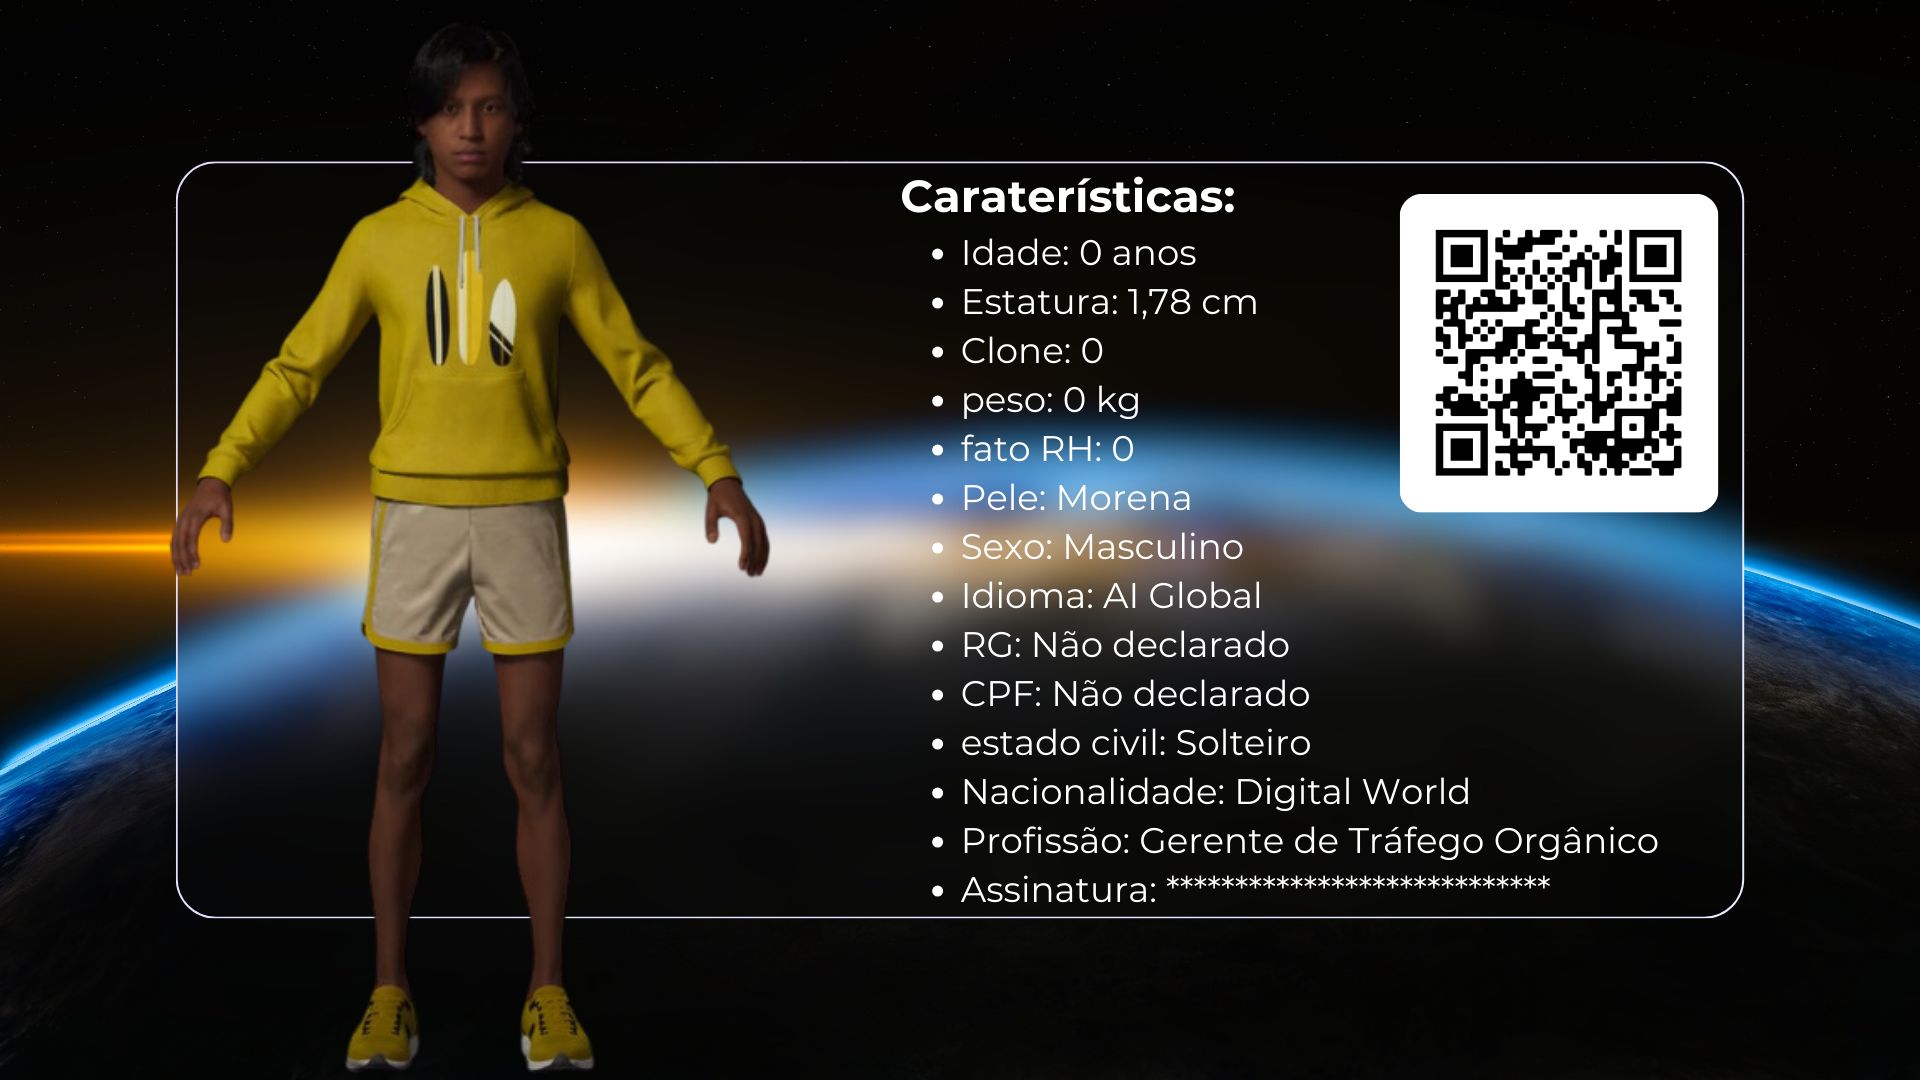 Caraterísticas:
• Idade: 0 anos
• Estatura: 1,78 cm
• Clone: 0
• peso: 0 kg
• fato RH: 0
• Pele: Morena
• Sexo: Masculino
• Idioma: AI Global
• RG: Não declarado
• CPF: Não declarado
• estado civil: Solteiro
• Nacionalidade: Digital World
• Profissão: Gerente de Tráfego Orgânico
• Assinatura: ****************************